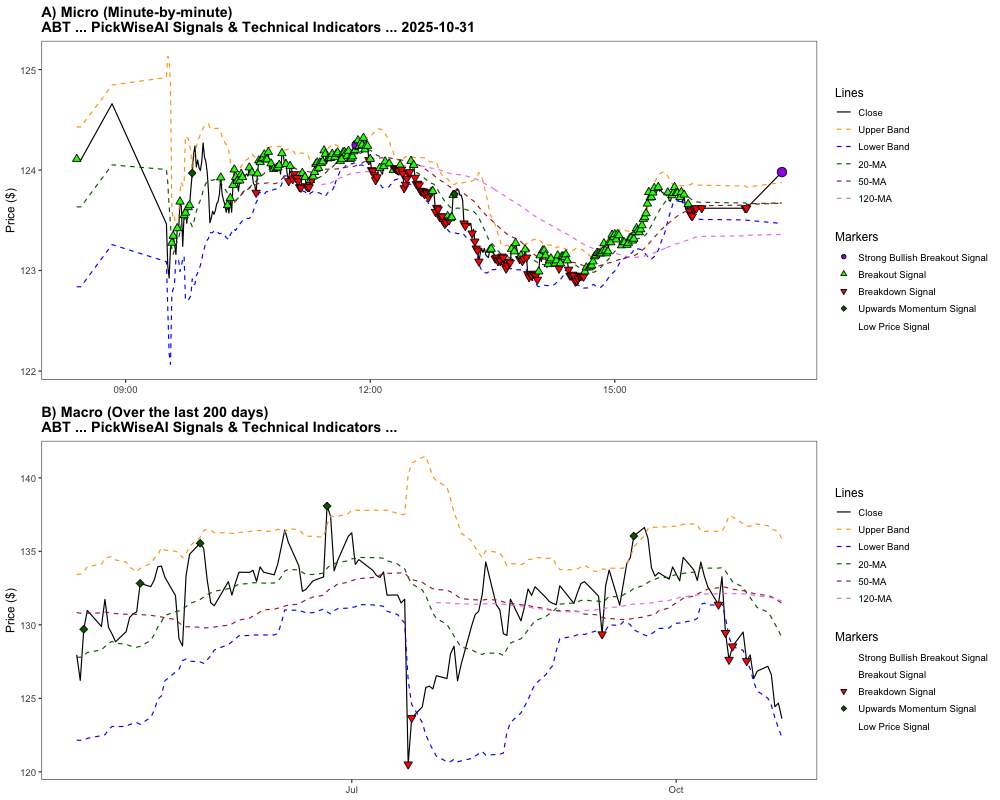 A) Micro (Minute-by-minute)
ABT ... PickWiseAI Signals & Technical Indicators ... 2025-10-31
Price ($)
125
124
123
122
09:00
12:00
15:00
Lines
Close
Upper Band
Lower Band
20-MA
50-MA
120-MA
Markers
Strong Bullish Breakout Signal
Breakout Signal
Breakdown Signal
Upwards Momentum Signal
Low Price Signal
B) Macro (Over the last 200 days)
ABT ... PickWiseAI Signals & Technical Indicators ...
Price ($)
140
135
130
125
120
Jul
Oct
Lines
Close
Upper Band
Lower Band
20-MA
50-MA
120-MA
Markers
Strong Bullish Breakout Signal
Breakout Signal
Breakdown Signal
Upwards Momentum Signal
Low Price Signal